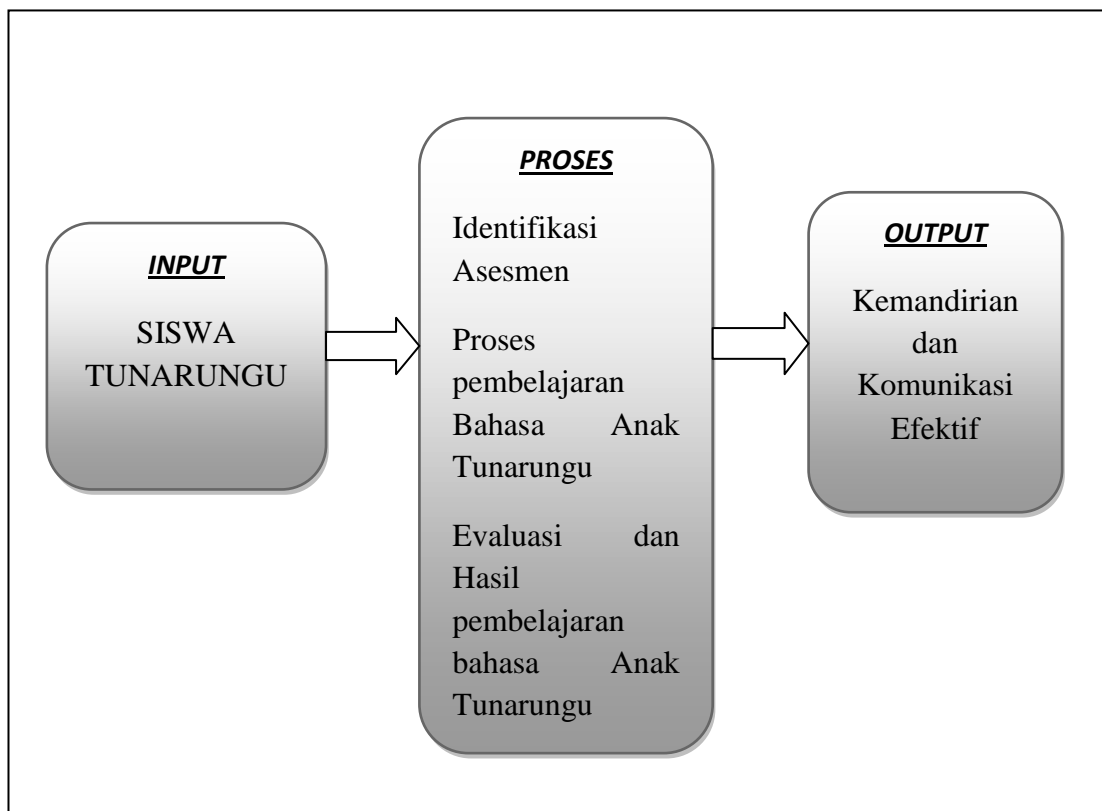 INPUT
SISWA
TUNARUNGU
PROSES
Identifikasi
Asesmen
Proses
pembelajaran
Bahasa Anak
Tunarungu
Evaluasi dan
Hasil
pembelajaran
bahasa Anak
Tunarungu
OUTPUT
Kemandirian
dan
Komunikasi
Efektif